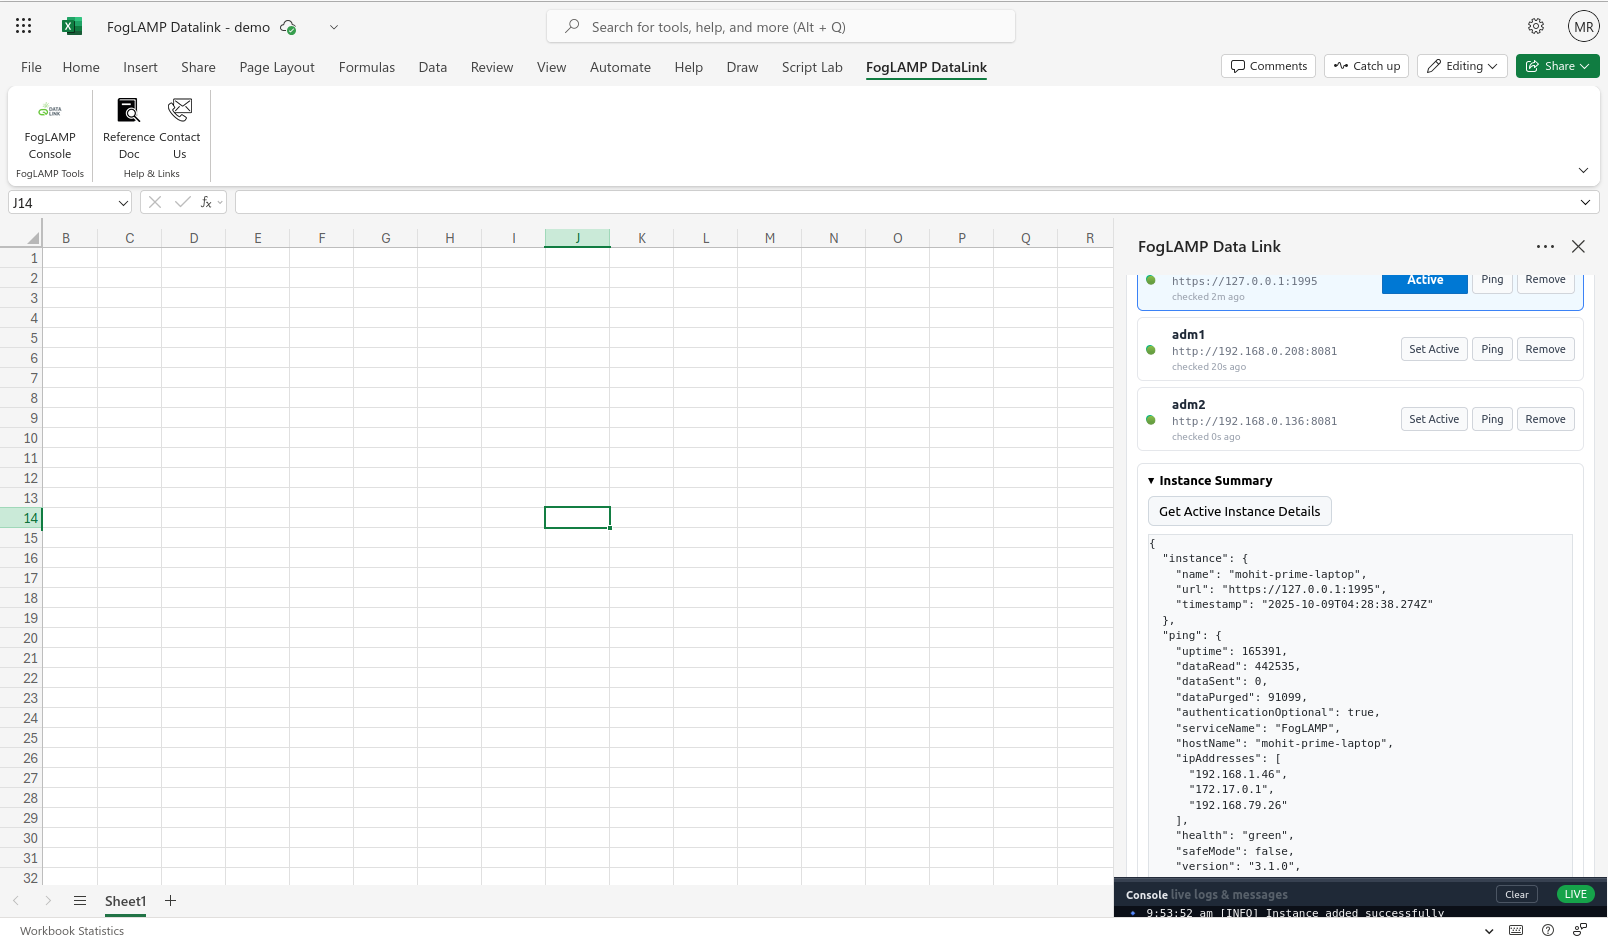 FogLAMP Datalink - demo
Search for tools, help, and more (Alt + Q)
MR
File Home Insert Share Page Layout Formulas Data Review View Automate Help Draw Script Lab FogLAMP DataLink
Comments Catch up Editing Share
DATA LINK
FogLAMP Console
Reference Doc
Contact Us
FogLAMP Tools Help & Links
J14
fx
B C D E F G H I J K L M N O P Q R
1
2
3
4
5
6
7
8
9
10
11
12
13
14
15
16
17
18
19
20
21
22
23
24
25
26
27
28
29
30
31
32
FogLAMP Data Link
https://127.0.0.1:1995
checked 2m ago
Active Ping Remove
adm1
http://192.168.0.208:8081
checked 20s ago
Set Active Ping Remove
adm2
http://192.168.0.136:8081
checked 0s ago
Set Active Ping Remove
▾ Instance Summary
Get Active Instance Details
{
"instance": {
"name": "mohit-prime-laptop",
"url": "https://127.0.0.1:1995",
"timestamp": "2025-10-09T04:28:38.274Z"
},
"ping": {
"uptime": 165391,
"dataRead": 442535,
"dataSent": 0,
"dataPurged": 91099,
"authenticationOptional": true,
"serviceName": "FogLAMP",
"hostName": "mohit-prime-laptop",
"ipAddresses": [
"192.168.1.46",
"172.17.0.1",
"192.168.79.26"
],
"health": "green",
"safeMode": false,
"version": "3.1.0",
Console live logs & messages Clear LIVE
9:53:52 am [INFO] Instance added successfully
Sheet1
Workbook Statistics